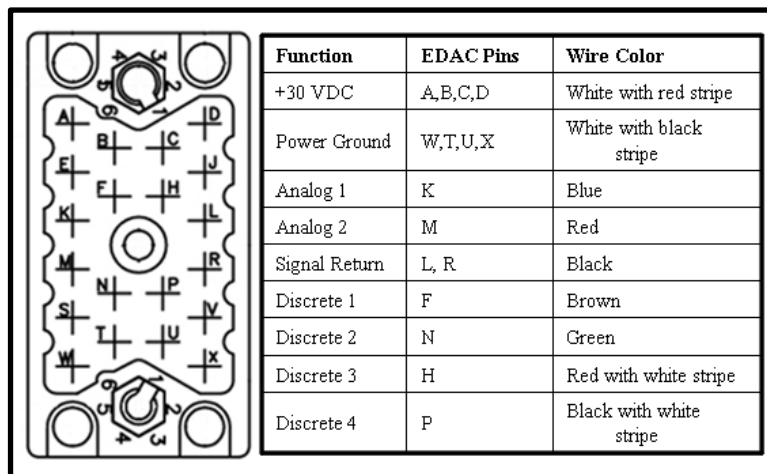 4 3
5 2
6 1
A D
B C
E J
F H
K L
M R
N P
S V
T U
W X
6 1
5 2
4 3
Function EDAC Pins Wire Color
+30 VDC A,B,C,D White with red stripe
Power Ground W,T,U,X White with black
stripe
Analog 1 K Blue
Analog 2 M Red
Signal Return L, R Black
Discrete 1 F Brown
Discrete 2 N Green
Discrete 3 H Red with white stripe
Discrete 4 P Black with white
stripe